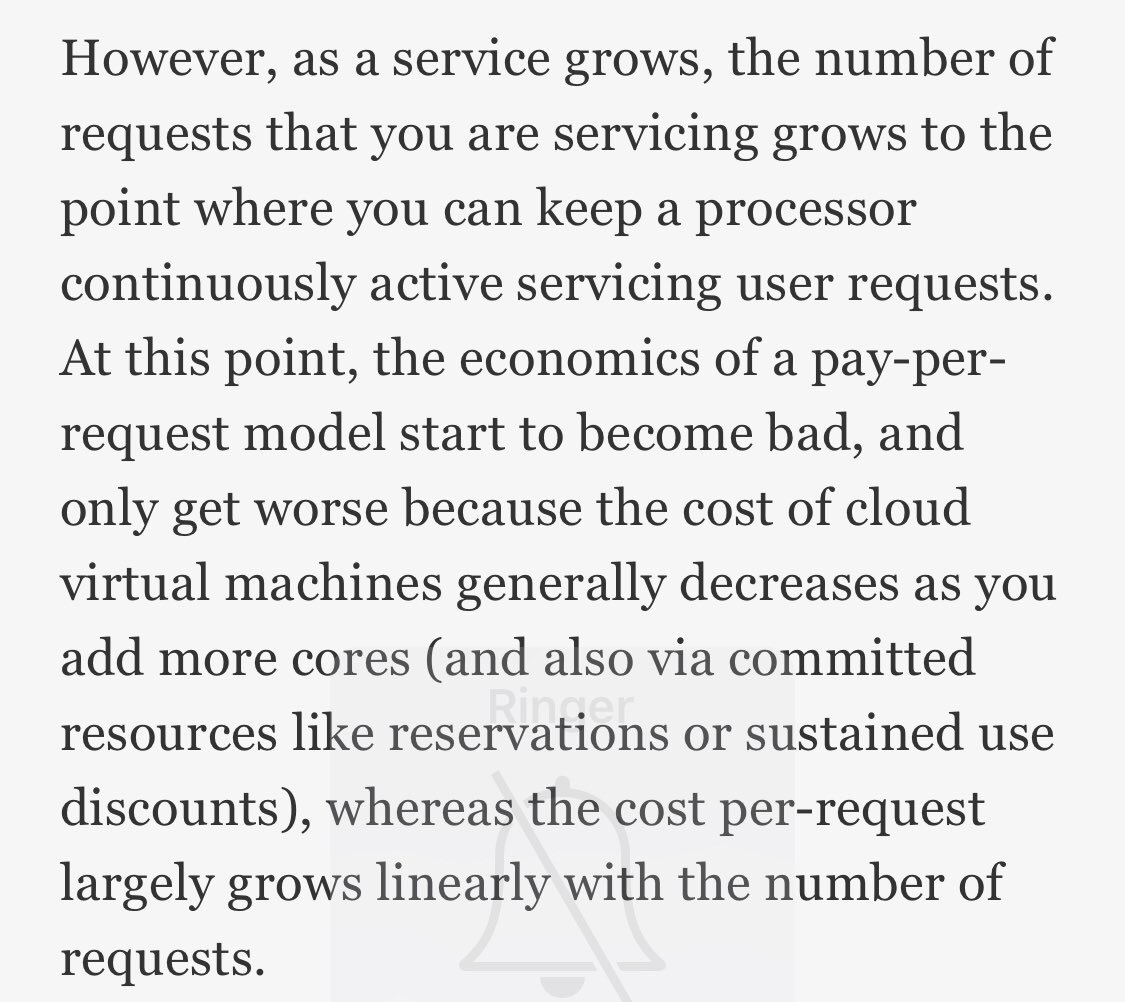 However, as a service grows, the number of
requests that you are servicing grows to the
point where you can keep a processor
continuously active servicing user requests.
At this point, the economics of a pay-per-
request model start to become bad, and
only get worse because the cost of cloud
virtual machines generally decreases as you
add more cores (and also via committed
Ringer
resources like reservations or sustained use
discounts), whereas the cost per-request
largely grows linearly with the number of
requests.